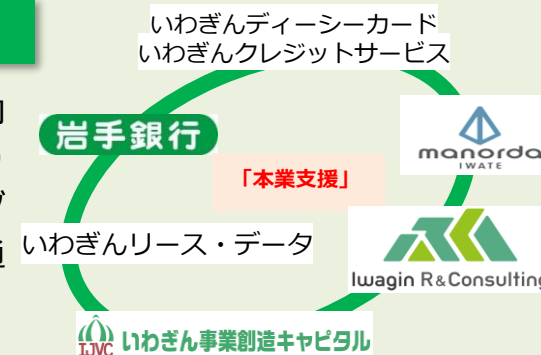 いわぎんディーシーカード
いわぎんクレジットサービス
岩手銀行
manorda
IWATE
「本業支援」
いわぎんリース・データ
Iwagin R&Consulting
IJVC
いわぎん事業創造キャピタル